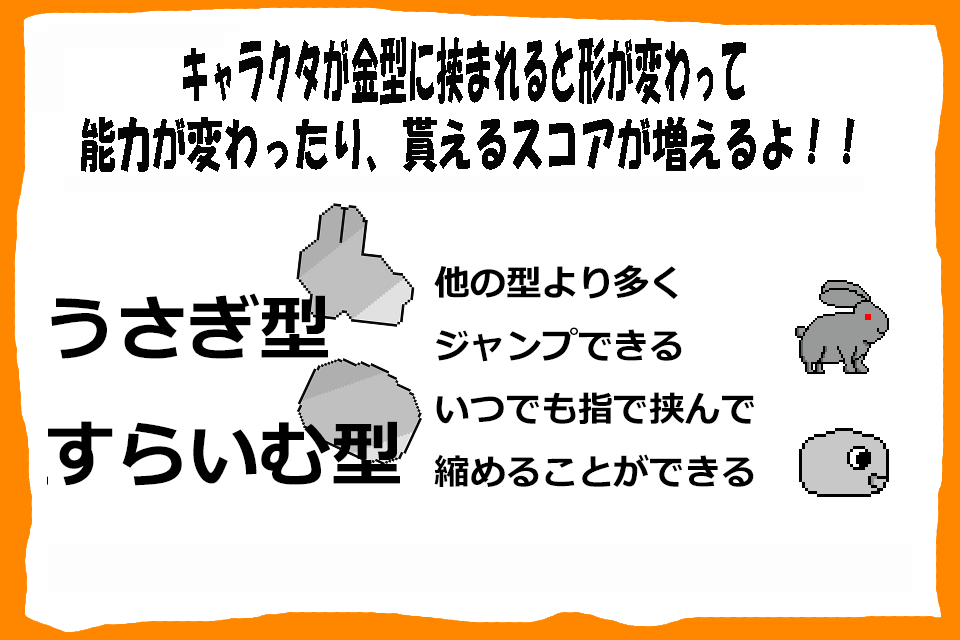 キャラクタが金型に挟まれると形が変わって
能力が変わったり、貰えるスコアが増えるよ！！
うさぎ型
他の型より多く
ジャンプできる
すらいむ型
いつでも指で挟んで
縮めることができる